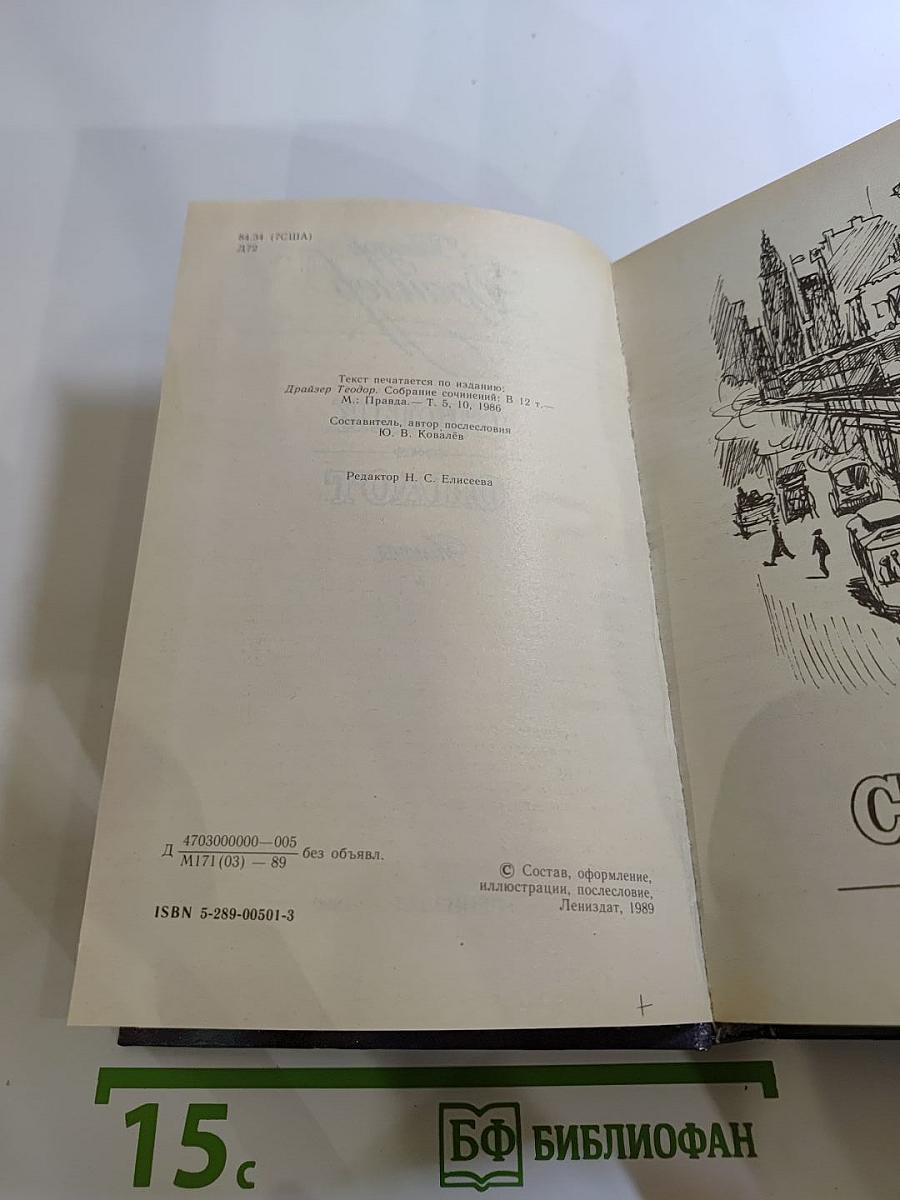 84.34 (7США)
Д72
Текст печатается по изданию:
Драйзер Теодор. Собрание сочинений: В 12 т.—
М.: Правда.— Т. 5, 10, 1986
Составитель, автор послесловия
Ю. В. Ковалёв
Редактор Н. С. Елисеева
Д 4703000000—005
М171(03) — 89 без объявл.
© Состав, оформление,
иллюстрации, послесловие,
Лениздат, 1989
ISBN 5-289-00501-3
15 с
БФ БИБЛИОФАН